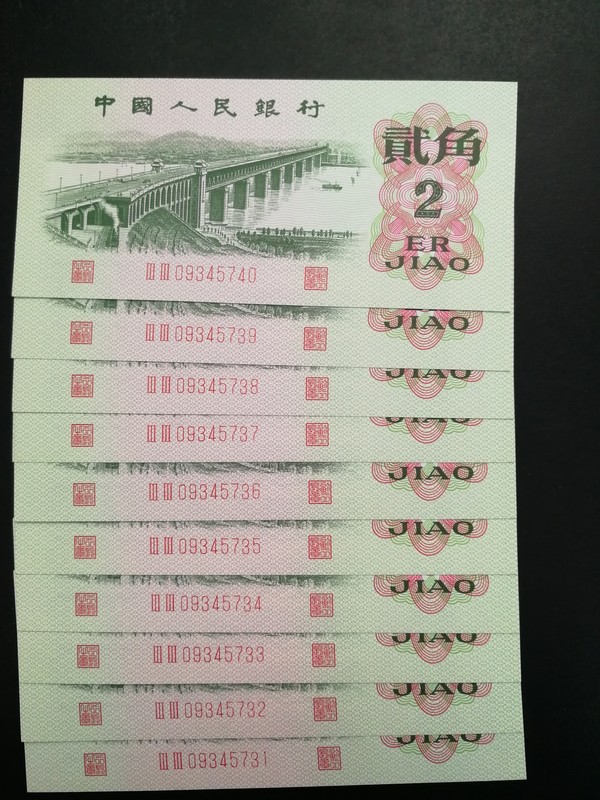 中國人民銀行
貳角
2
ER
JIAO
III III 09345740
JIAO
III III 09345739
JIAO
III III 09345738
JIAO
III III 09345737
JIAO
III III 09345736
JIAO
III III 09345735
JIAO
III III 09345734
JIAO
III III 09345733
JIAO
III III 09345732
JIAO
III III 09345731